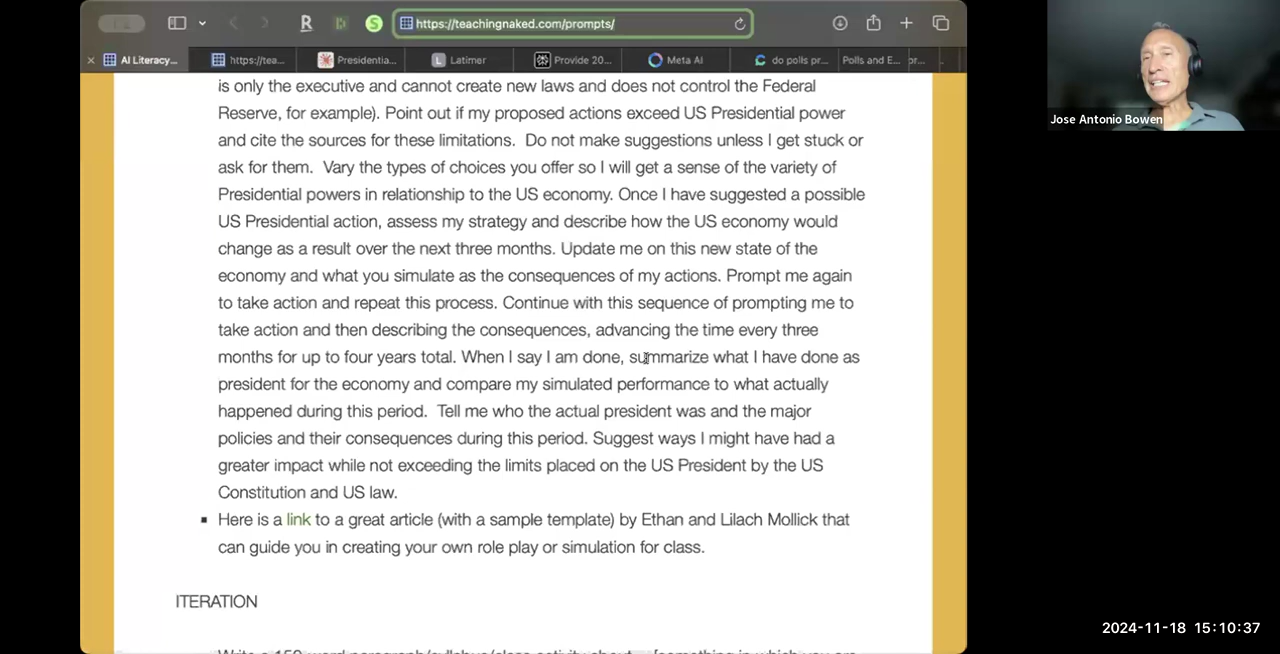 R
S
https://teachingnaked.com/prompts/
AI Literacy...
https://tea...
Presidentia...
L
Latimer
Provide 20...
Meta AI
do polls pr...
Polls and E...
pr...
is only the executive and cannot create new laws and does not control the Federal
Reserve, for example). Point out if my proposed actions exceed US Presidential power
and cite the sources for these limitations. Do not make suggestions unless I get stuck or
ask for them. Vary the types of choices you offer so I will get a sense of the variety of
Presidential powers in relationship to the US economy. Once I have suggested a possible
US Presidential action, assess my strategy and describe how the US economy would
change as a result over the next three months. Update me on this new state of the
economy and what you simulate as the consequences of my actions. Prompt me again
to take action and repeat this process. Continue with this sequence of prompting me to
take action and then describing the consequences, advancing the time every three
months for up to four years total. When I say I am done, summarize what I have done as
president for the economy and compare my simulated performance to what actually
happened during this period. Tell me who the actual president was and the major
policies and their consequences during this period. Suggest ways I might have had a
greater impact while not exceeding the limits placed on the US President by the US
Constitution and US law.
Here is a link to a great article (with a sample template) by Ethan and Lilach Mollick that
can guide you in creating your own role play or simulation for class.
ITERATION
Jose Antonio Bowen
2024-11-18 15:10:37